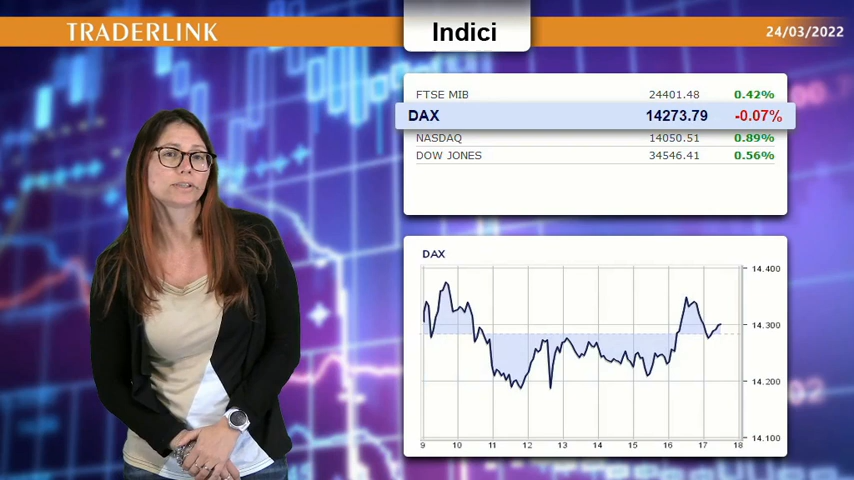 TRADERLINK
Indici
24/03/2022
FTSE MIB 24401.48 0.42%
DAX 14273.79 -0.07%
NASDAQ 14050.51 0.89%
DOW JONES 34546.41 0.56%
DAX
14.400
14.300
14.200
14.100
9 10 11 12 13 14 15 16 17 18